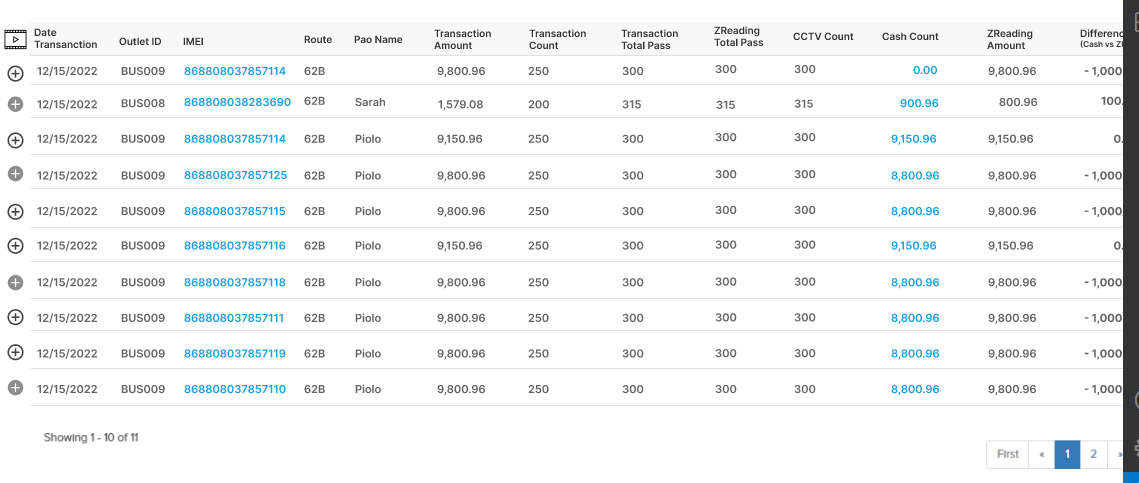 Date Transanction Outlet ID IMEI Route Pao Name Transaction Amount Transaction Count Transaction Total Pass ZReading Total Pass CCTV Count Cash Count ZReading Amount (Cash vs
12/15/2022 BUS009 868808037857114 62B 9,800.96 250 300 300 300 0.00 9,800.96 - 1,000
12/15/2022 BUS008 868808038283690 62B Sarah 1,579.08 200 315 315 315 900.96 800.96 100.
12/15/2022 BUS009 868808037857114 62B Piolo 9,150.96 250 300 300 300 9,150.96 9,150.96 0.
12/15/2022 BUS009 868808037857125 62B Piolo 9,800.96 250 300 300 300 8,800.96 9,800.96 - 1,000
12/15/2022 BUS009 868808037857115 62B Piolo 9,800.96 250 300 300 300 8,800.96 9,800.96 - 1,000
12/15/2022 BUS009 868808037857116 62B Piolo 9,150.96 250 300 300 300 9,150.96 9,150.96 0.
12/15/2022 BUS009 868808037857118 62B Piolo 9,800.96 250 300 300 300 8,800.96 9,800.96 - 1,000
12/15/2022 BUS009 868808037857111 62B Piolo 9,800.96 250 300 300 300 8,800.96 9,800.96 - 1,000
12/15/2022 BUS009 868808037857119 62B Piolo 9,800.96 250 300 300 300 8,800.96 9,800.96 - 1,000
12/15/2022 BUS009 868808037857110 62B Piolo 9,800.96 250 300 300 300 8,800.96 9,800.96 - 1,000
Showing 1 - 10 of 11
First « 1 2 »